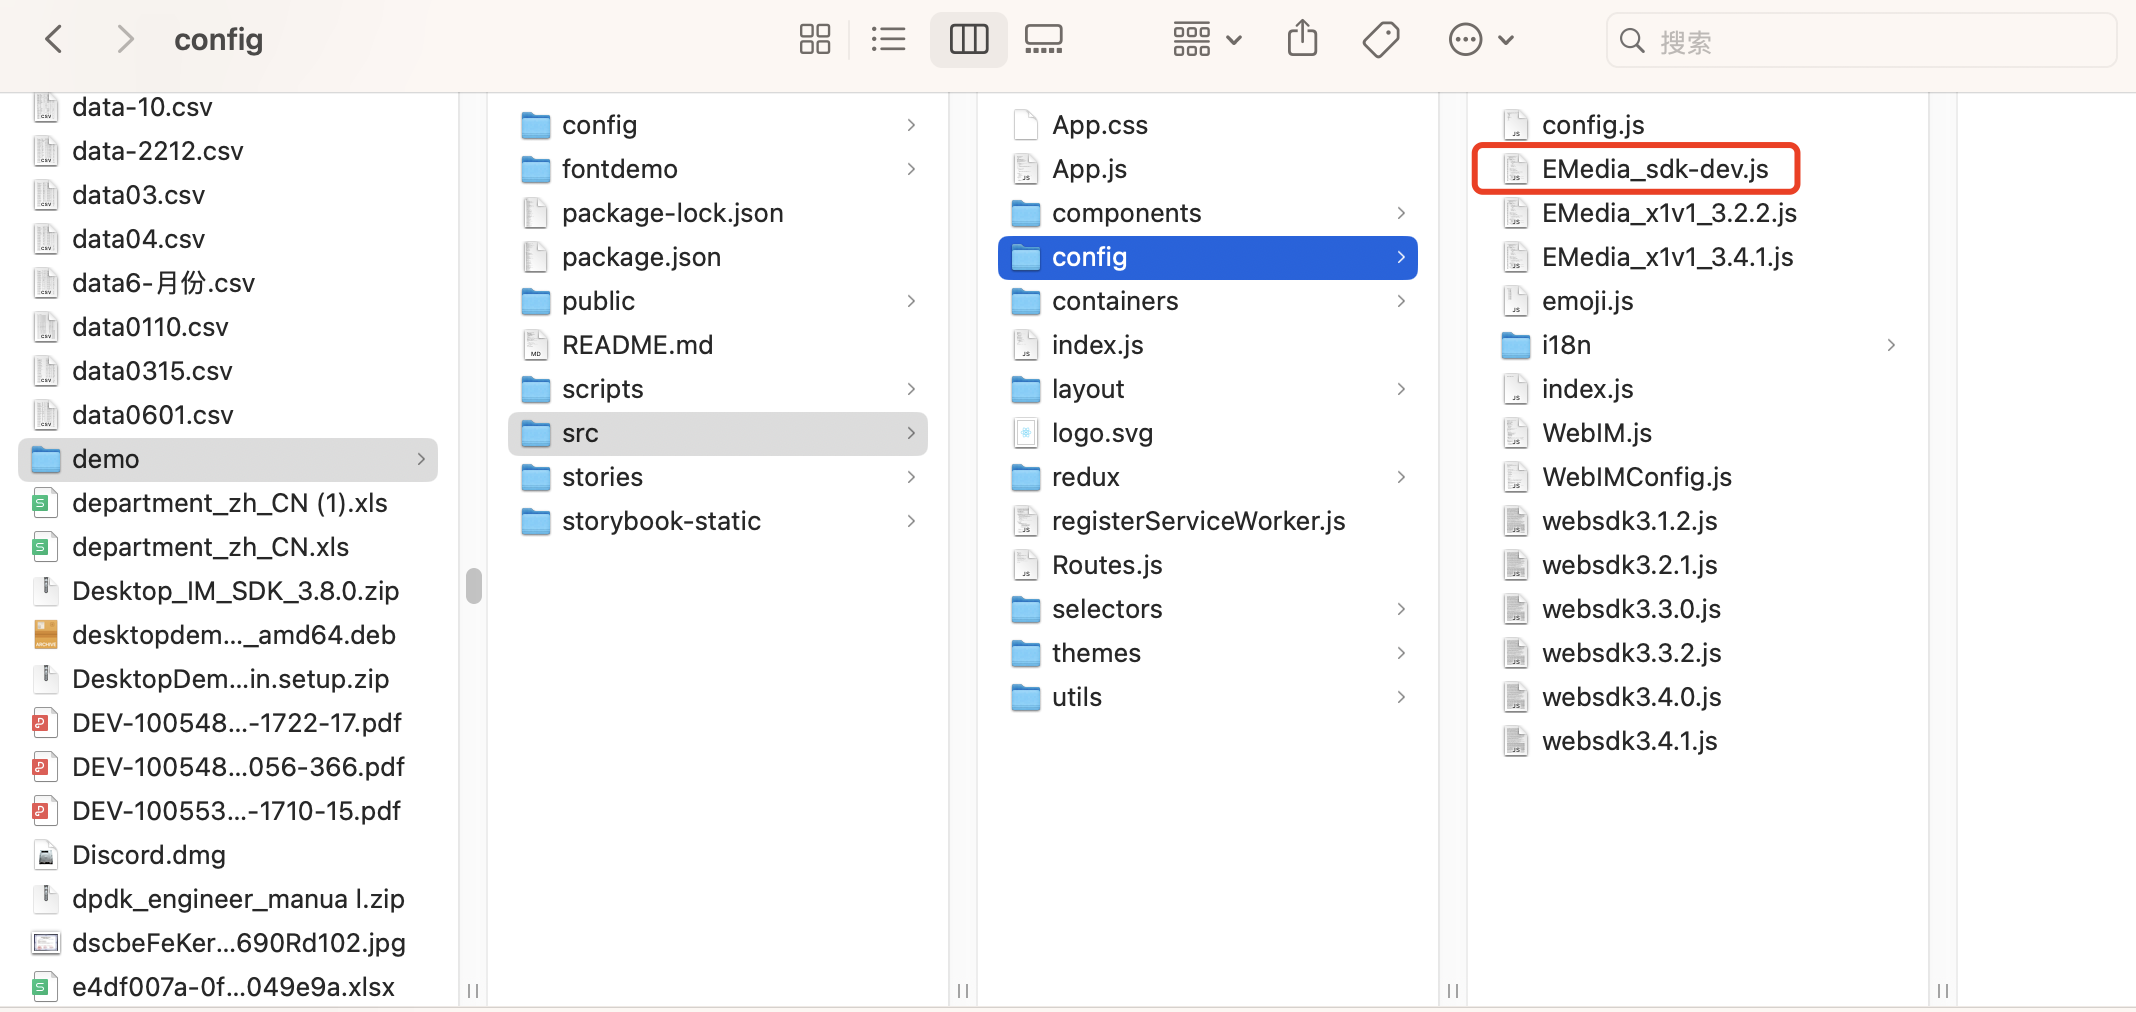 config
搜索
data-10.csv
data-2212.csv
data03.csv
data04.csv
data6-月份.csv
data0110.csv
data0315.csv
data0601.csv
demo
department_zh_CN (1).xls
department_zh_CN.xls
Desktop_IM_SDK_3.8.0.zip
desktopdem..._amd64.deb
DesktopDem...in.setup.zip
DEV-100548...-1722-17.pdf
DEV-100548...056-366.pdf
DEV-100553...-1710-15.pdf
Discord.dmg
dpdk_engineer_manua l.zip
dscbeFeKer...690Rd102.jpg
e4df007a-0f...049e9a.xlsx
config
fontdemo
package-lock.json
package.json
public
README.md
scripts
src
stories
storybook-static
App.css
App.js
components
config
containers
index.js
layout
logo.svg
redux
registerServiceWorker.js
Routes.js
selectors
themes
utils
config.js
EMedia_sdk-dev.js
EMedia_x1v1_3.2.2.js
EMedia_x1v1_3.4.1.js
emoji.js
i18n
index.js
WebIM.js
WebIMConfig.js
websdk3.1.2.js
websdk3.2.1.js
websdk3.3.0.js
websdk3.3.2.js
websdk3.4.0.js
websdk3.4.1.js